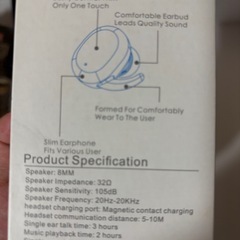 Only One Touch
Comfortable Earbud
Leads Quality Sound
Formed For Comfortably
Wear To The User
Slim Earphone
Fits Various User
Product Specification
Speaker: 8MM
Speaker Impedance: 32Ω
Speaker Sensitivity: 105dB
Speaker Frequency: 20Hz-20KHz
headset charging port: Magnetic contact charging
Headset communication distance: 5-10M
Single ear talk time: 3 hours
Music playback time: 2 hours